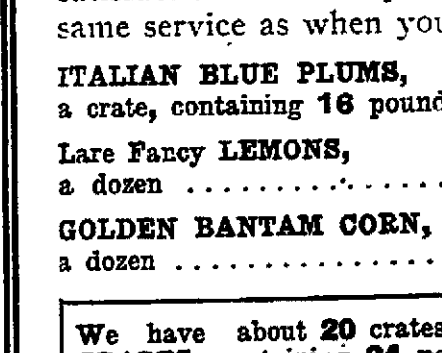 same service as when you
ITALIAN BLUE PLUMS,
a crate, containing 16 pound
Lare Fancy LEMONS,
a dozen ..............
GOLDEN BANTAM CORN,
a dozen ...............
We have about 20 crates